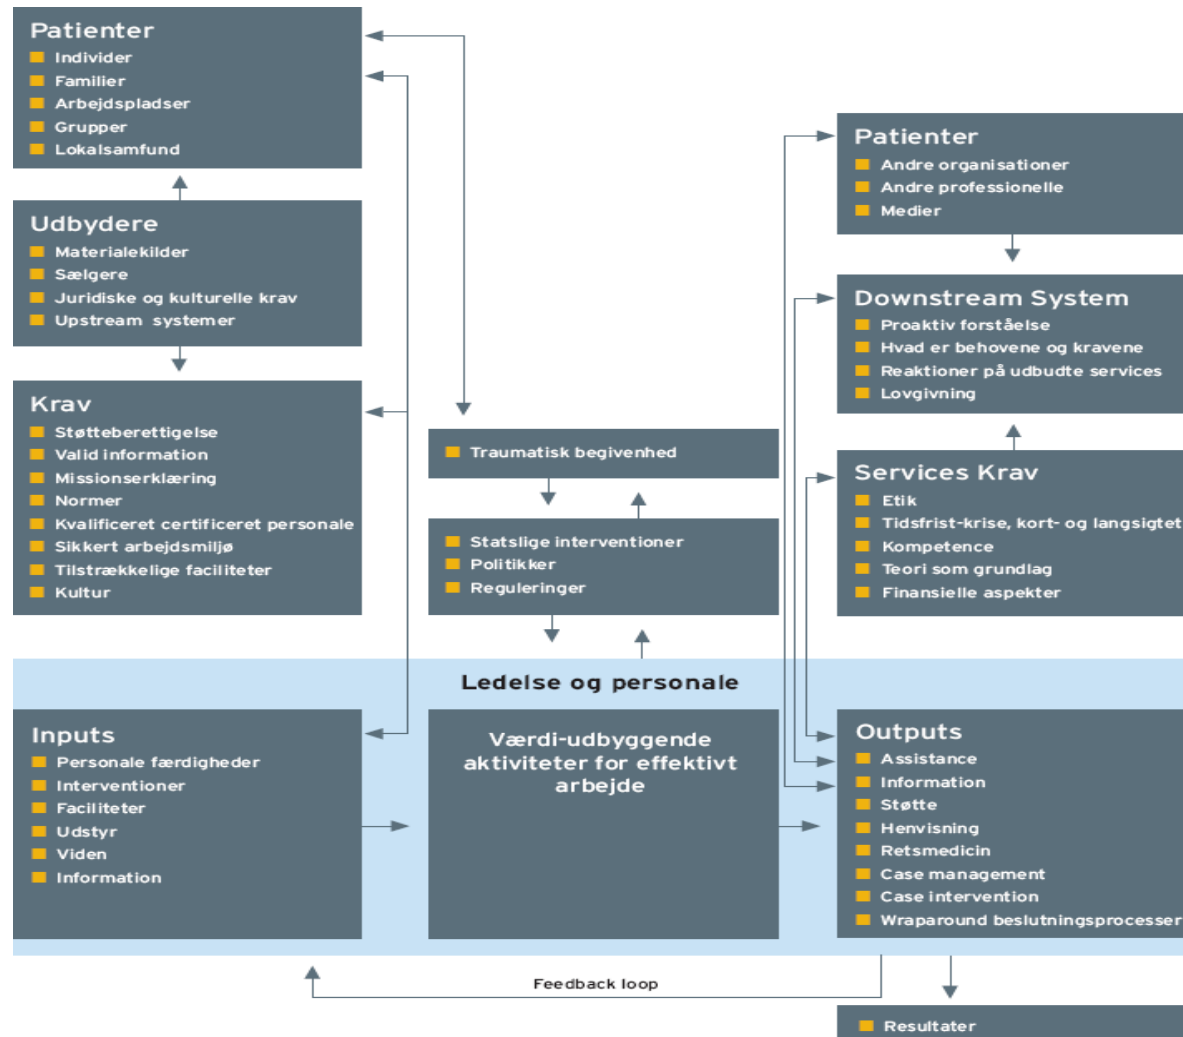 Patienter
Individer
Familier
Arbejdspladser
Grupper
Lokalsamfund
Udbydere
Materialekilder
Sælgere
Juridiske og kulturelle krav
Upstream systemer
Krav
Støtteberettigelse
Valid information
Missionserklæring
Normer
Kvalificeret certificeret personale
Sikkert arbejdsmiljø
Tilstrækkelige faciliteter
Kultur
Traumatisk begivenhed
Statslige interventioner
Politikker
Reguleringer
Patienter
Andre organisationer
Andre professionelle
Medier
Downstream System
Proaktiv forståelse
Hvad er behovene og kravene
Reaktioner på udbudte services
Lovgivning
Services Krav
Etik
Tidsfrist-krise, kort- og langsigtet
Kompetence
Teori som grundlag
Finansielle aspekter
Ledelse og personale
Inputs
Personale færdigheder
Interventioner
Faciliteter
Udstyr
Viden
Information
Værdi-udbyggende
aktiviteter for effektivt
arbejde
Outputs
Assistance
Information
Støtte
Henvisning
Retsmedicin
Case management
Case intervention
Wraparound beslutningsprocesser
Feedback loop
Resultater